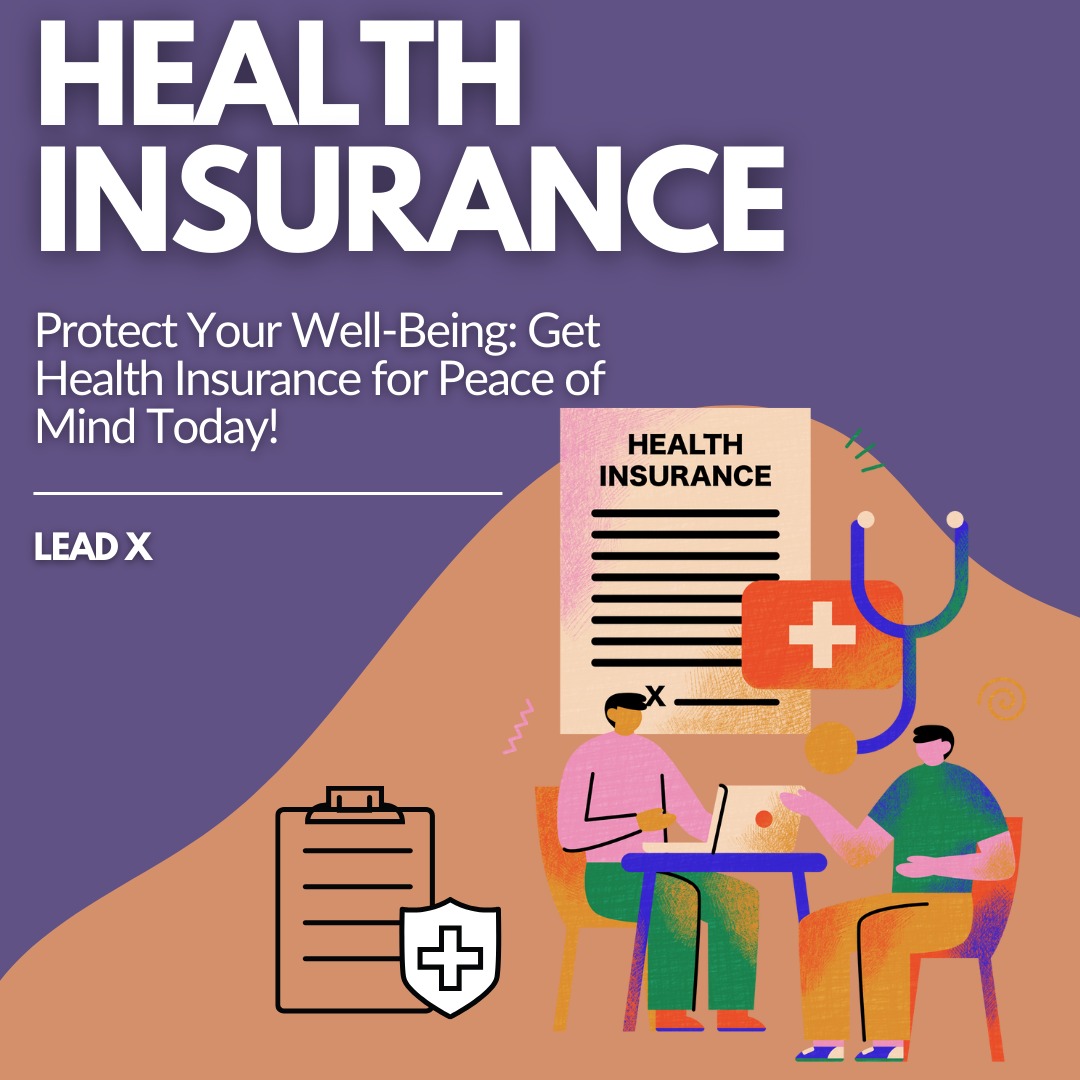 HEALTH
INSURANCE
Protect Your Well-Being: Get
Health Insurance for Peace of
Mind Today!
LEAD X
HEALTH
INSURANCE
X